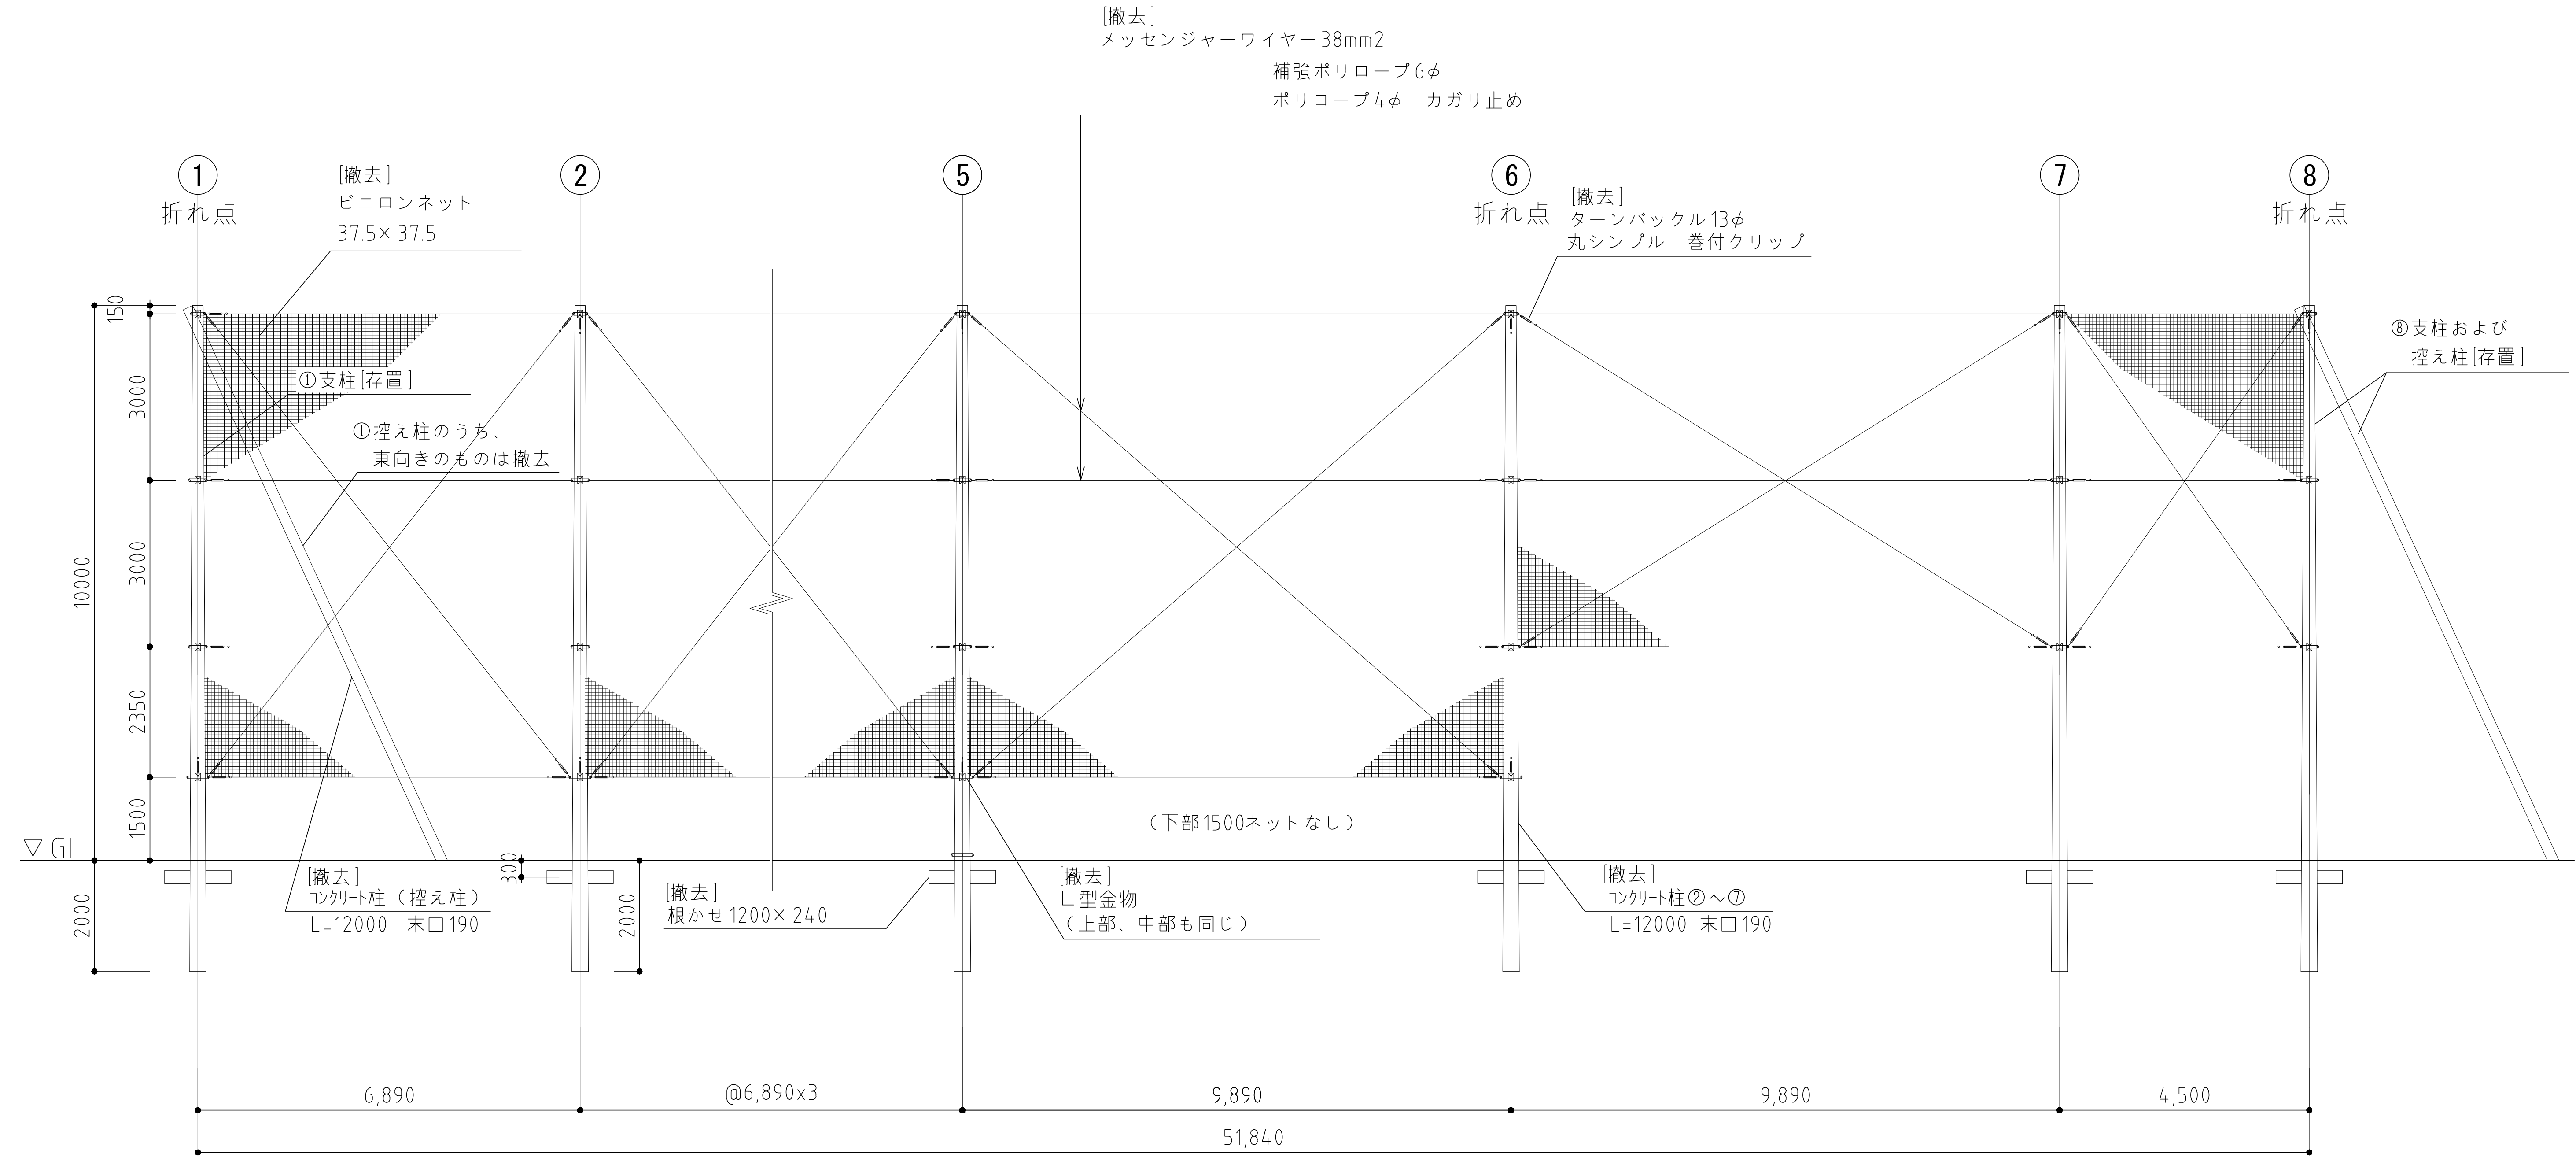 [撤去]
メッセンジャーワイヤー38mm2
補強ポリロープ6φ
ポリロープ4φ　カガリ止め
①
折れ点
②
⑤
⑥
折れ点
⑦
⑧
折れ点
[撤去]
ビニロンネット
37.5×37.5
[撤去]
ターンバックル13φ
丸シンプル　巻付クリップ
⑧支柱および
控え柱[存置]
①支柱[存置]
①控え柱のうち、
東向きのものは撤去
150
3000
3000
2350
1500
10000
2000
▽GL
300
2000
（下部1500ネットなし）
[撤去]
コンクリート柱（控え柱）
L=12000　末口190
[撤去]
根かせ1200×240
[撤去]
L型金物
（上部、中部も同じ）
[撤去]
コンクリート柱②～⑦
L=12000　末口190
6,890
@6,890x3
9,890
9,890
4,500
51,840